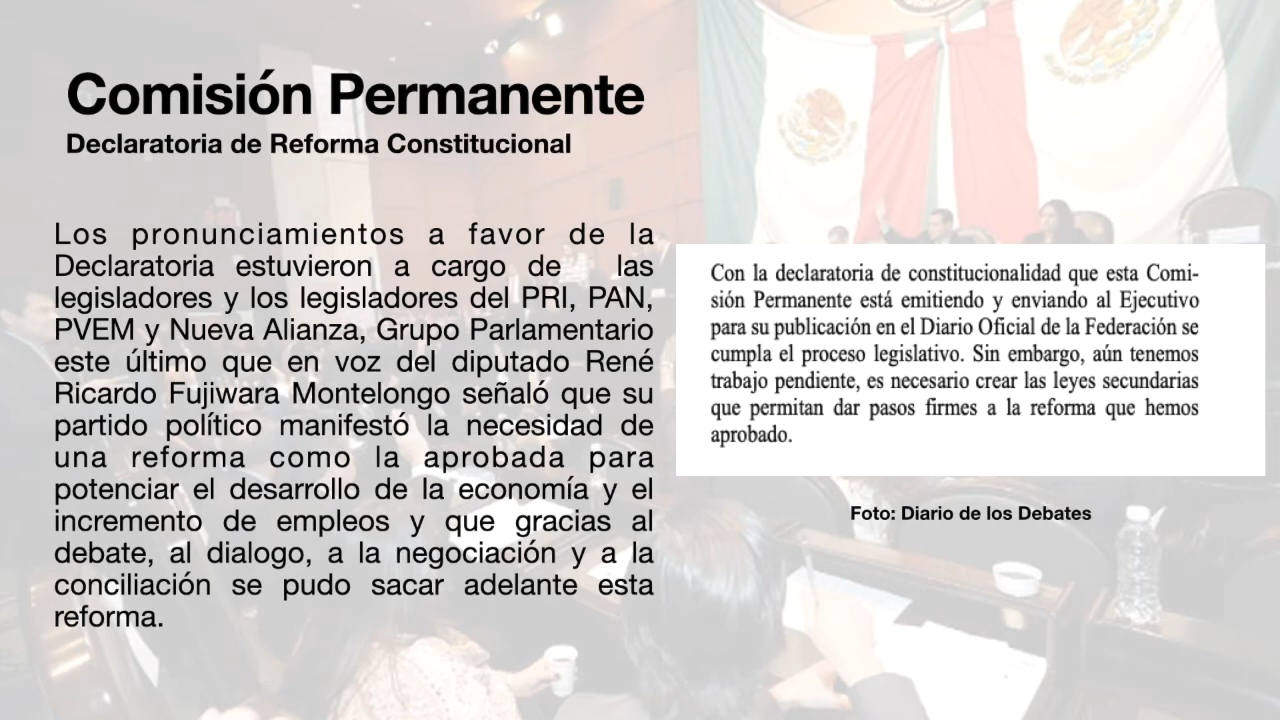 Comisión Permanente
Declaratoria de Reforma Constitucional
Los pronunciamientos a favor de la
Declaratoria estuvieron a cargo de las
legisladores y los legisladores del PRI, PAN,
PVEM y Nueva Alianza, Grupo Parlamentario
este último que en voz del diputado René
Ricardo Fujiwara Montelongo señaló que su
partido político manifestó la necesidad de
una reforma como la aprobada para
potenciar el desarrollo de la economía y el
incremento de empleos y que gracias al
debate, al dialogo, a la negociación y a la
conciliación se pudo sacar adelante esta
reforma.
Con la declaratoria de constitucionalidad que esta Comi-
sión Permanente está emitiendo y enviando al Ejecutivo
para su publicación en el Diario Oficial de la Federación se
cumpla el proceso legislativo. Sin embargo, aún tenemos
trabajo pendiente, es necesario crear las leyes secundarias
que permitan dar pasos firmes a la reforma que hemos
aprobado.
Foto: Diario de los Debates